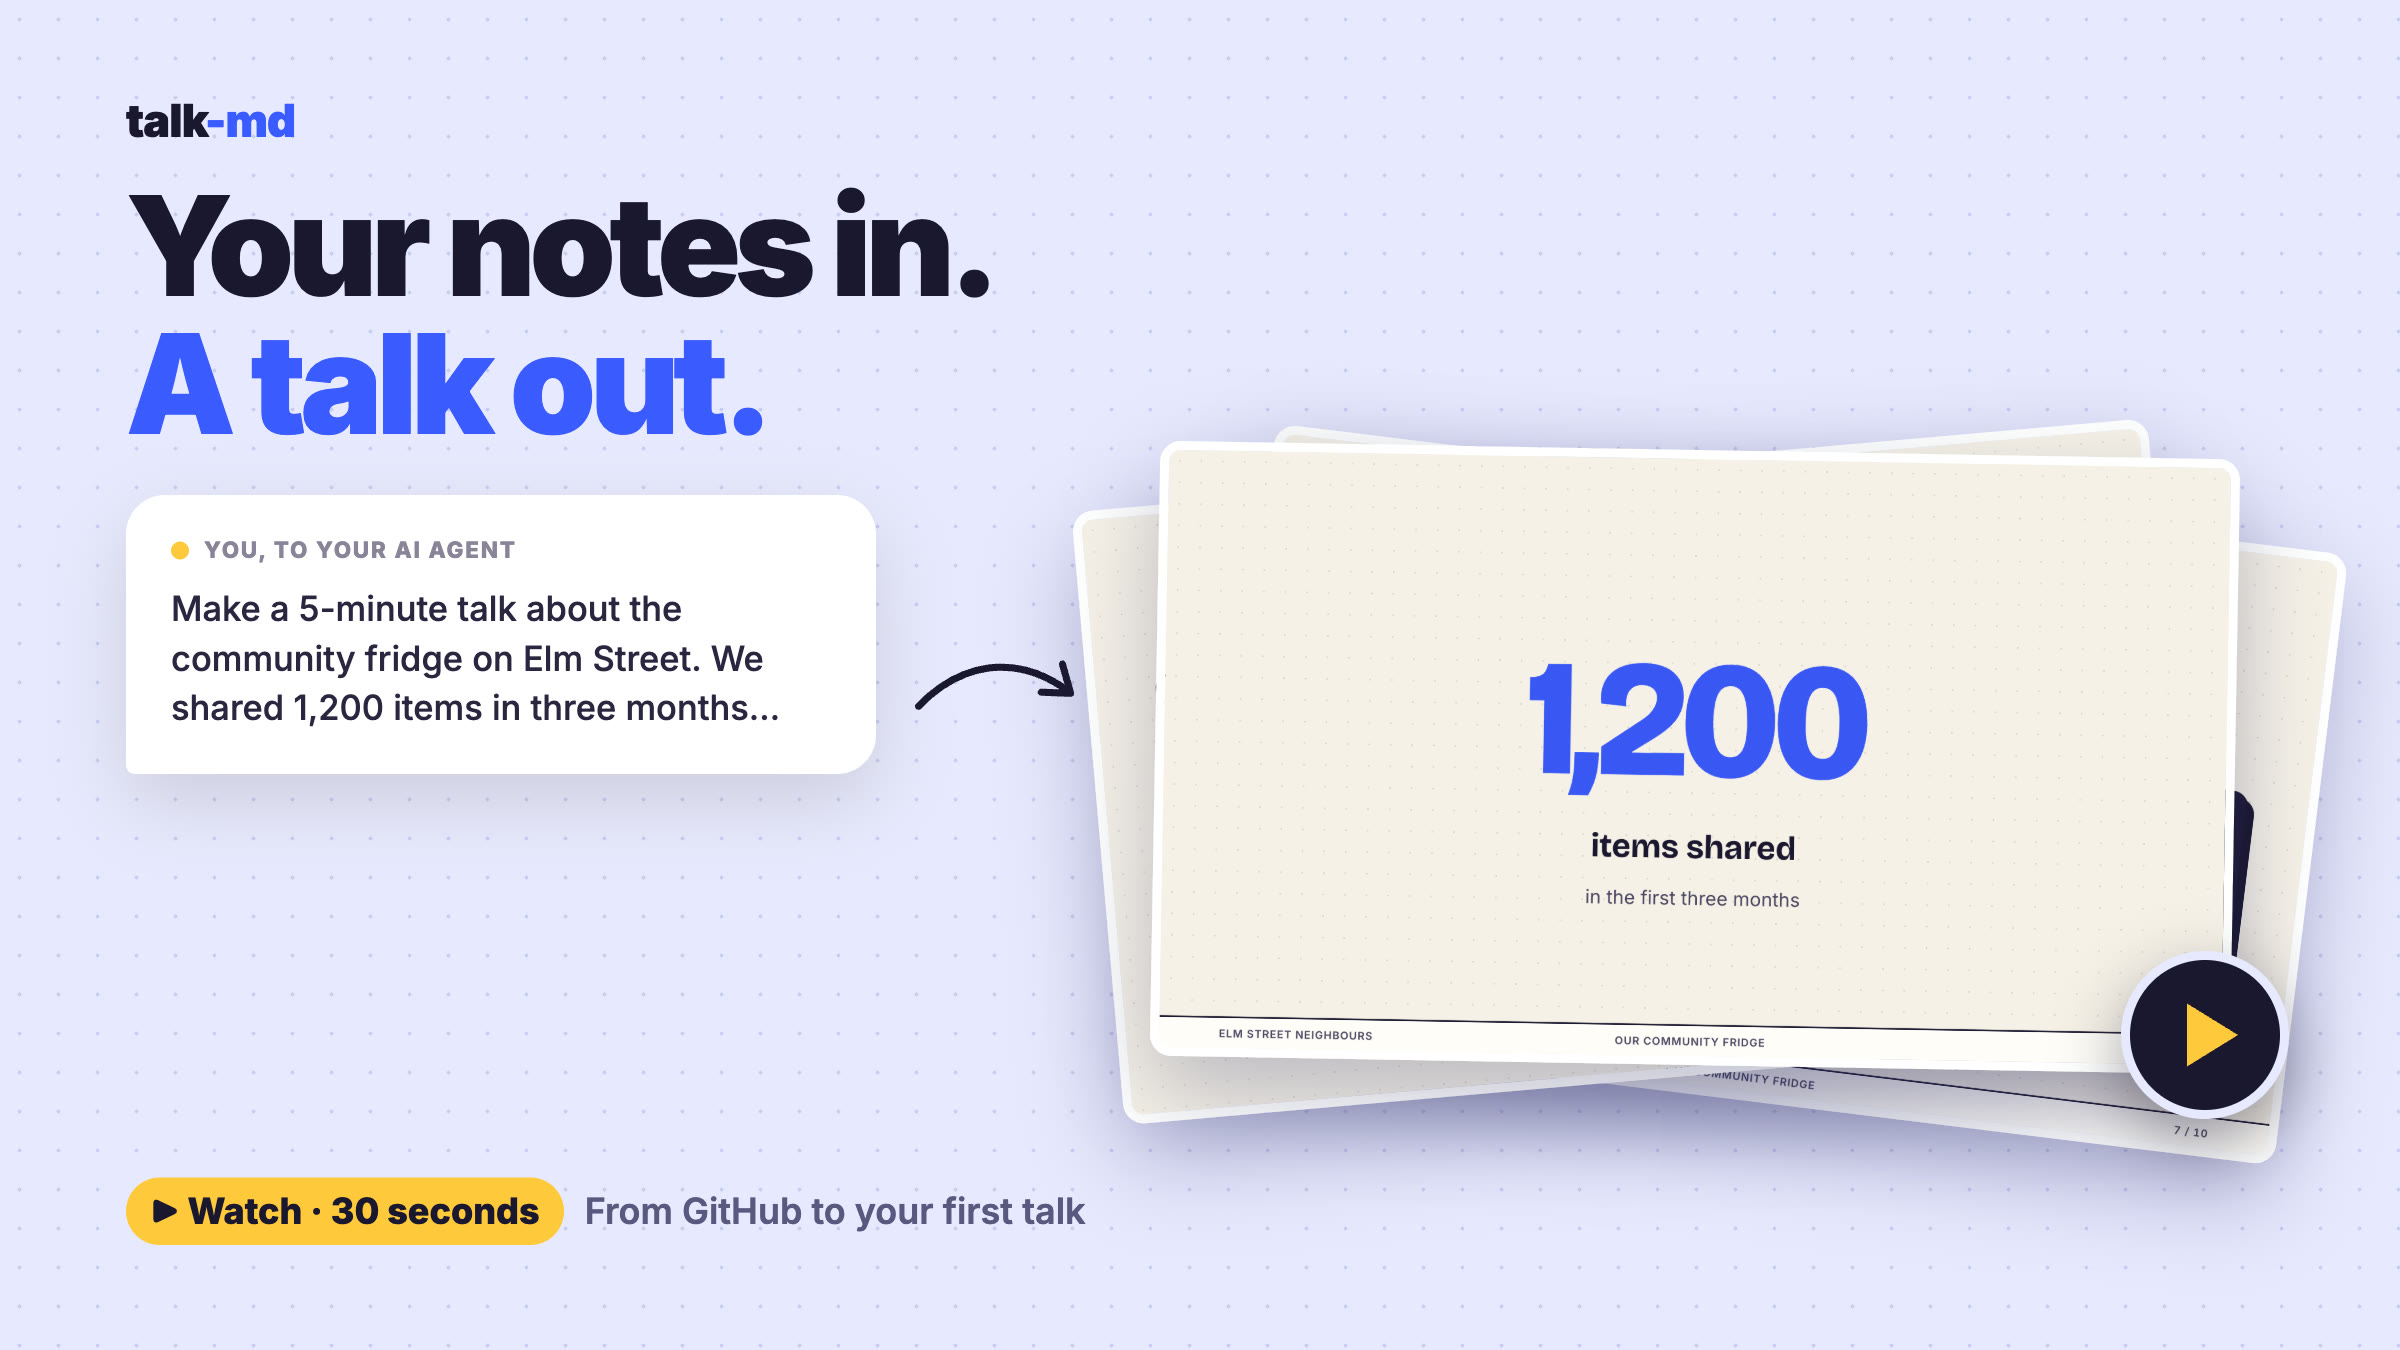 talk-md
Your notes in.
A talk out.
YOU, TO YOUR AI AGENT
Make a 5-minute talk about the
community fridge on Elm Street. We
shared 1,200 items in three months...
1,200
items shared
in the first three months
ELM STREET NEIGHBOURS
OUR COMMUNITY FRIDGE
FRIDGE
7 / 10
Watch · 30 seconds
From GitHub to your first talk